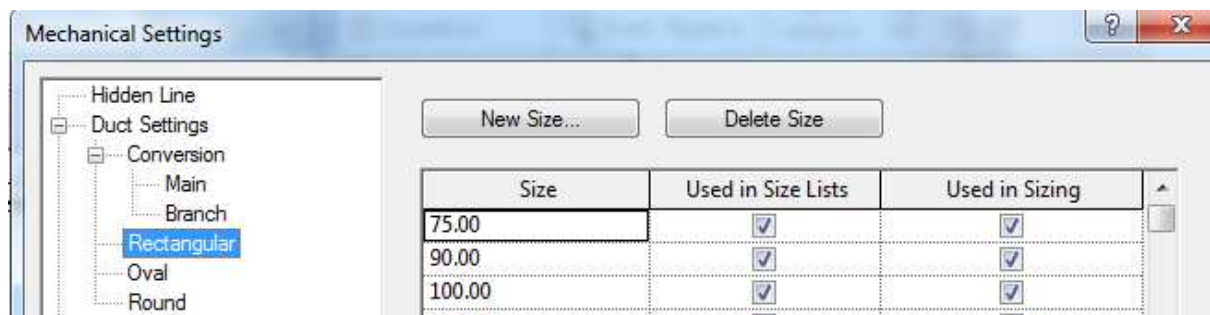 Mechanical Settings
Hidden Line
Duct Settings
Conversion
Main
Branch
Rectangular
Oval
Round
New Size... Delete Size
Size Used in Size Lists Used in Sizing
75.00
90.00
100.00